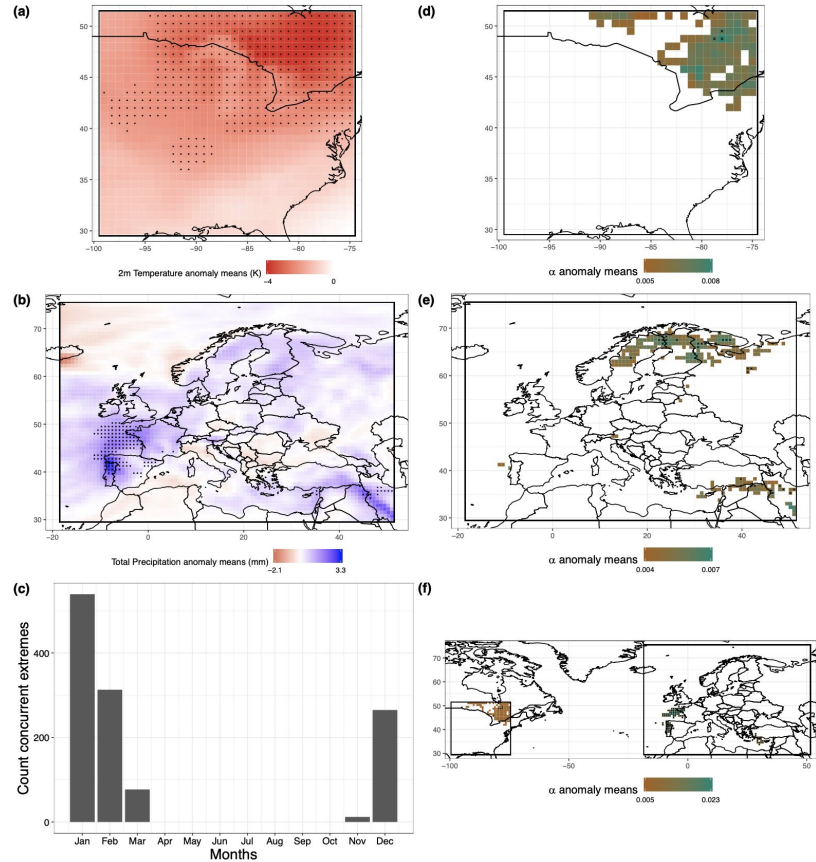 (a)
50
45
40
35
30
−100 −95 −90 −85 −80 −75
2m Temperature anomaly means (K)
−4 0
(d)
50
45
40
35
30
−100 −95 −90 −85 −80 −75
α anomaly means
0.005 0.008
(b)
70
60
50
40
30
−20 0 20 40
Total Precipitation anomaly means (mm)
−2.1 3.3
(e)
70
60
50
40
30
−20 0 20 40
α anomaly means
0.004 0.007
(c)
Count concurrent extremes
400
200
0
Jan Feb Mar Apr May Jun Jul Aug Sep Oct Nov Dec
Months
(f)
70
60
50
40
30
−100 −50 0 50
α anomaly means
0.005 0.023